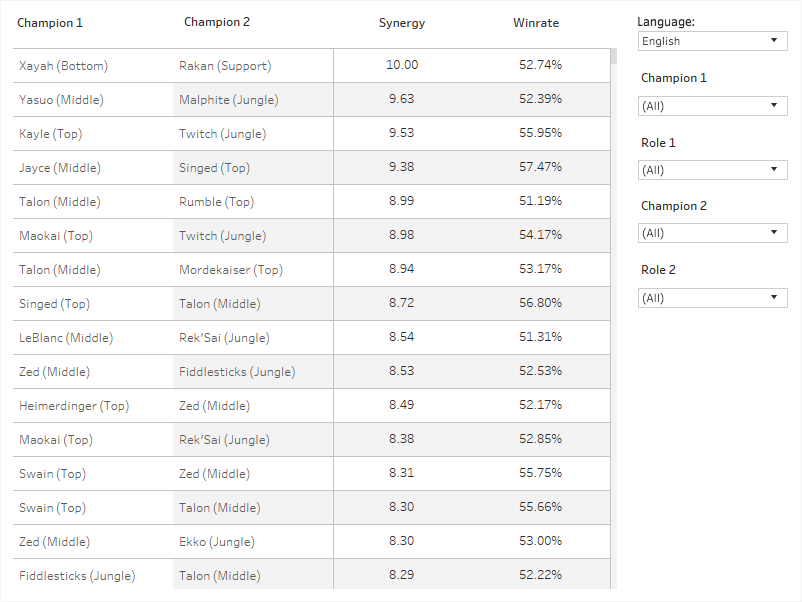 Champion 1 Champion 2 Synergy Winrate
Xayah (Bottom) Rakan (Support) 10.00 52.74%
Yasuo (Middle) Malphite (Jungle) 9.63 52.39%
Kayle (Top) Twitch (Jungle) 9.53 55.95%
Jayce (Middle) Singed (Top) 9.38 57.47%
Talon (Middle) Rumble (Top) 8.99 51.19%
Maokai (Top) Twitch (Jungle) 8.98 54.17%
Talon (Middle) Mordekaiser (Top) 8.94 53.17%
Singed (Top) Talon (Middle) 8.72 56.80%
LeBlanc (Middle) Rek’Sai (Jungle) 8.54 51.31%
Zed (Middle) Fiddlesticks (Jungle) 8.53 52.53%
Heimerdinger (Top) Zed (Middle) 8.49 52.17%
Maokai (Top) Rek’Sai (Jungle) 8.38 52.85%
Swain (Top) Zed (Middle) 8.31 55.75%
Swain (Top) Talon (Middle) 8.30 55.66%
Zed (Middle) Ekko (Jungle) 8.30 53.00%
Fiddlesticks (Jungle) Talon (Middle) 8.29 52.22%
Language:
English
Champion 1
(All)
Role 1
(All)
Champion 2
(All)
Role 2
(All)